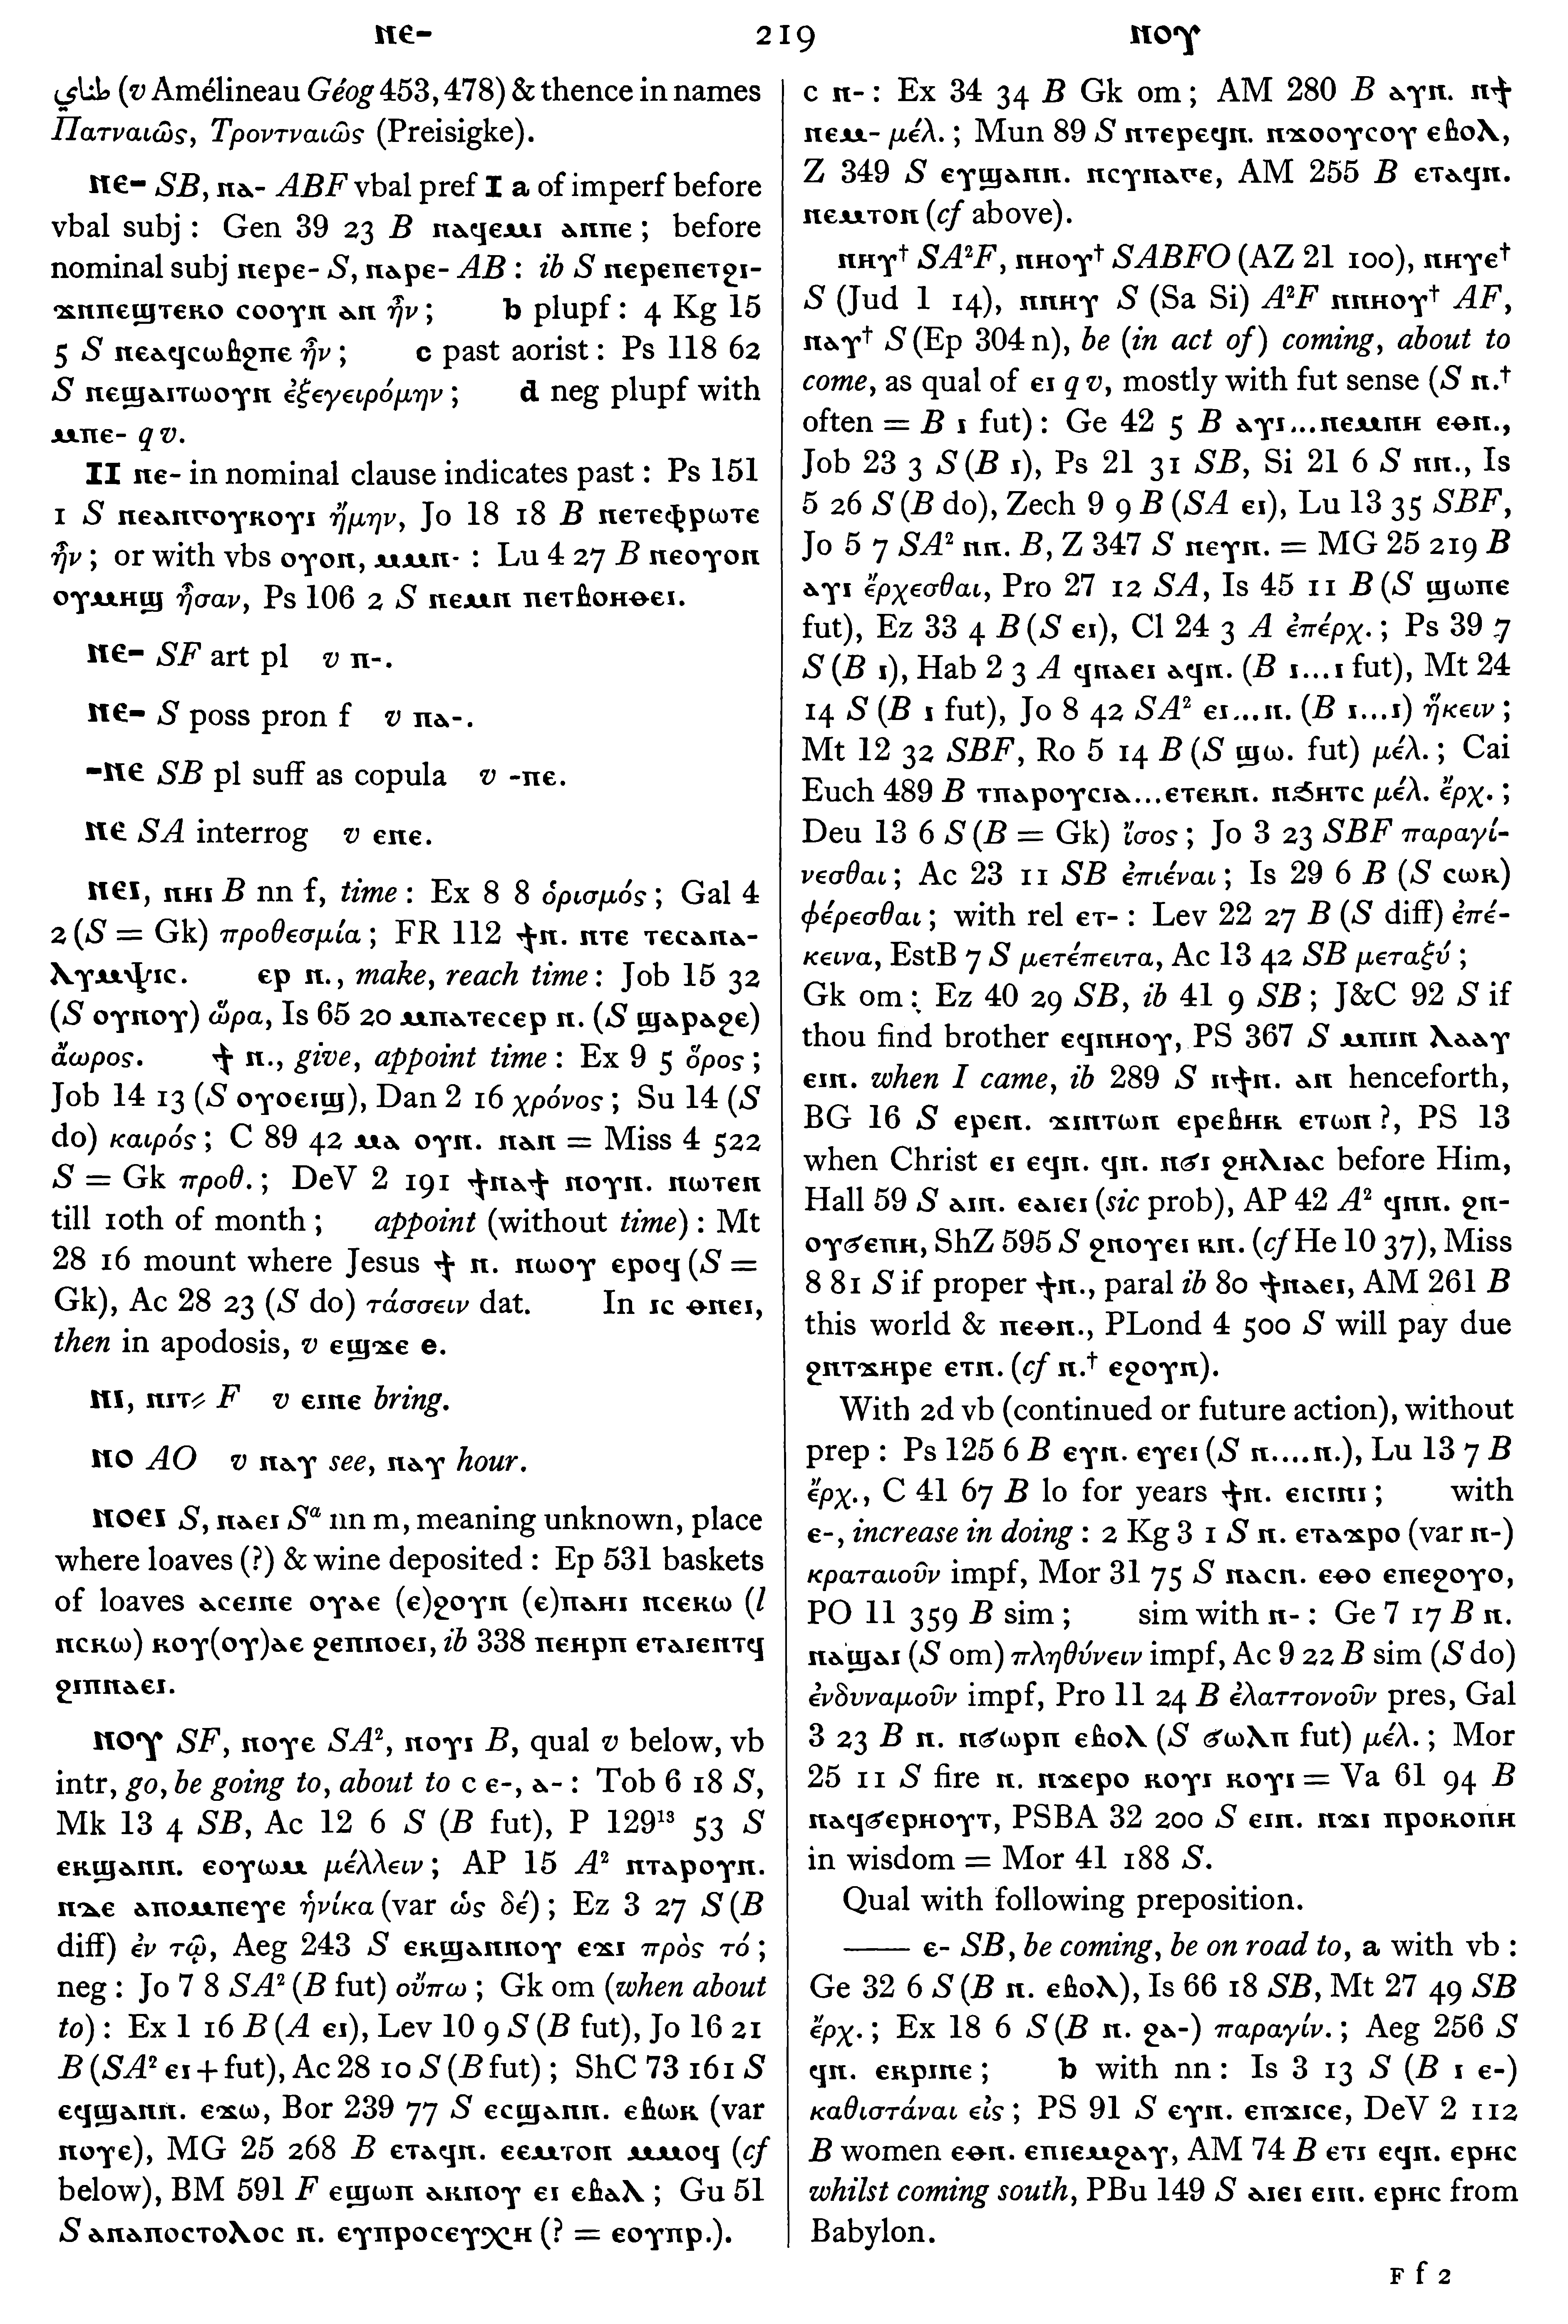 ⲛⲉ- 219 ⲛⲟⲩ
طناي (v Amélineau Géog 453, 478) & thence in names
Πατναιῶς, Τροντναιῶς (Preisigke).
ⲛⲉ- SB, ⲛⲁ- ABF vbal pref I a of imperf before
vbal subj : Gen 39 23 B ⲛⲁϥⲉⲙⲓ ⲁⲛⲡⲉ ; before
nominal subj ⲛⲉⲣⲉ- S, ⲛⲁⲣⲉ- AB : ib S ⲛⲉⲣⲉⲡⲉⲧϩⲓ-
ϫⲙⲡⲉϣⲧⲉⲕⲟ ⲥⲟⲟⲩⲛ ⲁⲛ ἦν ; b plupf : 4 Kg 15
5 S ⲛⲉⲁϥⲥⲱⲃϩⲡⲉ ἦν ; c past aorist : Ps 118 62
S ⲛⲉϣⲁⲓⲧⲱⲟⲩⲛ ἐξεγειρόμην ; d neg plupf with
ⲙⲡⲉ- q v.
II ⲛⲉ- in nominal clause indicates past : Ps 151
1 S ⲛⲉⲁⲛⲅⲟⲩⲕⲟⲩⲓ ἤμην, Jo 18 18 B ⲛⲉⲧⲉⲫⲣⲱⲧⲉ
ἦν ; or with vbs ⲟⲩⲟⲛ, ⲙⲙⲛ- : Lu 4 27 B ⲛⲉⲟⲩⲟⲛ
ⲟⲩⲙⲏϣ ἦσαν, Ps 106 2 S ⲛⲉⲙⲛ ⲡⲉⲧⲃⲟⲏⲑⲉⲓ.
ⲛⲉ- SF art pl v ⲡ-.
ⲛⲉ- S poss pron f v ⲡⲁ-.
-ⲛⲉ SB pl suff as copula v -ⲡⲉ.
ⲛⲉ SA interrog v ⲉⲛⲉ.
ⲛⲉⲓ, ⲛⲏⲓ B nn f, time : Ex 8 8 ὁρισμός ; Gal 4
2 (S = Gk) προθεσμία ; FR 112 ϯⲛ. ⲛⲧⲉ ⲧⲉⲥⲁⲛⲁ-
ⲗⲩⲙⲯⲓⲥ. ⲉⲣ ⲛ., make, reach time : Job 15 32
(S ⲟⲩⲛⲟⲩ) ὥρα, Is 65 20 ⲙⲡⲁⲧⲉⲥⲉⲣ ⲛ. (S ϣⲁⲣⲁϩⲉ)
ἄωρος. ϯ ⲛ., give, appoint time : Ex 9 5 ὅρος ;
Job 14 13 (S ⲟⲩⲟⲉⲓϣ), Dan 2 16 χρόνος ; Su 14 (S
do) καιρός ; C 89 42 ⲙⲁ ⲟⲩⲛ. ⲛⲁⲛ = Miss 4 522
S = Gk προθ. ; DeV 2 191 ϯⲛⲁϯ ⲛⲟⲩⲛ. ⲛⲱⲧⲉⲛ
till 10th of month ; appoint (without time) : Mt
28 16 mount where Jesus ϯ ⲛ. ⲛⲱⲟⲩ ⲉⲣⲟϥ (S =
Gk), Ac 28 23 (S do) τάσσειν dat. In ⲓⲥ ⲑⲛⲉⲓ,
then in apodosis, v ⲉϣϫⲉ e.
ⲛⲓ, ⲛⲓⲧ⸗ F v ⲉⲓⲛⲉ bring.
ⲛⲟ AO v ⲛⲁⲩ see, ⲛⲁⲩ hour.
ⲛⲟⲉⲓ S, ⲛⲁⲉⲓ Sᵃ nn m, meaning unknown, place
where loaves (?) & wine deposited : Ep 531 baskets
of loaves ⲁⲥⲉⲓⲛⲉ ⲟⲩⲇⲉ (ⲉ)ϩⲟⲩⲛ (ⲉ)ⲡⲁⲏⲓ ⲛⲥⲉⲕⲱ (l
ⲛⲥⲕⲱ) ⲕⲟⲩ(ⲟⲩ)ⲇⲉ ϩⲉⲛⲛⲟⲉⲓ, ib 338 ⲡⲉⲏⲣⲡ ⲉⲧⲁⲓⲉⲛⲧϥ
ϩⲓⲡⲛⲁⲉⲓ.
ⲛⲟⲩ SF, ⲛⲟⲩⲉ SA², ⲛⲟⲩⲓ B, qual v below, vb
intr, go, be going to, about to c ⲉ-, ⲁ- : Tob 6 18 S,
Mk 13 4 SB, Ac 12 6 S (B fut), P 129¹³ 53 S
ⲉⲕϣⲁⲛⲛ. ⲉⲟⲩⲱⲙ μέλλειν ; AP 15 A² ⲛⲧⲁⲣⲟⲩⲛ.
ⲛⲇⲉ ⲁⲡⲟⲙⲡⲉⲩⲉ ἡνίκα (var ὡς δέ) ; Ez 3 27 S (B
diff) ἐν τῷ, Aeg 243 S ⲉⲕϣⲁⲛⲛⲟⲩ ⲉϫⲓ πρὸς τό ;
neg : Jo 7 8 SA² (B fut) οὔπω ; Gk om (when about
to) : Ex 1 16 B (A ⲉⲓ), Lev 10 9 S (B fut), Jo 16 21
B (SA² ⲉⲓ + fut), Ac 28 10 S (B fut) ; ShC 73 161 S
ⲉϥϣⲁⲛⲛ. ⲉϫⲱ, Bor 239 77 S ⲉⲥϣⲁⲛⲛ. ⲉⲃⲱⲕ (var
ⲛⲟⲩⲉ), MG 25 268 B ⲉⲧⲁϥⲛ. ⲉⲉⲙⲧⲟⲛ ⲙⲙⲟϥ (cf
below), BM 591 F ⲉϣⲱⲡ ⲁⲕⲛⲟⲩ ⲉⲓ ⲉⲃⲁⲗ ; Gu 51
S ⲁⲡⲁⲡⲟⲥⲧⲟⲗⲟⲥ ⲛ. ⲉⲩⲡⲣⲟⲥⲉⲩⲭⲏ (? = ⲉⲟⲩⲡⲣ.).
c ⲛ- : Ex 34 34 B Gk om ; AM 280 B ⲁⲩⲛ. ⲛϯ
ⲛⲉⲙ- μέλ. ; Mun 89 S ⲛⲧⲉⲣⲉϥⲛ. ⲛϫⲟⲟⲩⲥⲟⲩ ⲉⲃⲟⲗ,
Z 349 S ⲉⲩϣⲁⲛⲛ. ⲛⲥⲩⲛⲁⲅⲉ, AM 255 B ⲉⲧⲁϥⲛ.
ⲛⲉⲙⲧⲟⲛ (cf above).
ⲛⲏⲩ† SA²F, ⲛⲏⲟⲩ† SABFO (AZ 21 100), ⲛⲏⲩⲉ†
S (Jud 1 14), ⲛⲛⲏⲩ S (Sa Si) A²F ⲛⲛⲏⲟⲩ† AF,
ⲛⲁⲩ† S (Ep 304 n), be (in act of) coming, about to
come, as qual of ⲉⲓ q v, mostly with fut sense (S ⲛ.†
often = B ⲓ fut) : Ge 42 5 B ⲁⲩⲓ...ⲛⲉⲙⲛⲏ ⲉⲑⲛ.,
Job 23 3 S (B ⲓ), Ps 21 31 SB, Si 21 6 S ⲛⲛ., Is
5 26 S (B do), Zech 9 9 B (SA ⲉⲓ), Lu 13 35 SBF,
Jo 5 7 SA² ⲛⲛ. B, Z 347 S ⲛⲉⲩⲛ. = MG 25 219 B
ⲁⲩⲓ ἔρχεσθαι, Pro 27 12 SA, Is 45 11 B (S ϣⲱⲡⲉ
fut), Ez 33 4 B (S ⲉⲓ), Cl 24 3 A ἐπέρχ. ; Ps 39 7
S (B ⲓ), Hab 2 3 A ϥⲛⲁⲉⲓ ⲁϥⲛ. (B ⲓ...ⲓ fut), Mt 24
14 S (B ⲓ fut), Jo 8 42 SA² ⲉⲓ...ⲛ. (B ⲓ...ⲓ) ἥκειν ;
Mt 12 32 SBF, Ro 5 14 B (S ϣⲱ. fut) μέλ. ; Cai
Euch 489 B ⲧⲡⲁⲣⲟⲩⲥⲓⲁ...ⲉⲧⲉⲕⲛ. ⲛϧⲏⲧⲥ μέλ. ἔρχ. ;
Deu 13 6 S (B = Gk) ἴσος ; Jo 3 23 SBF παραγί-
νεσθαι ; Ac 23 11 SB ἐπιέναι ; Is 29 6 B (S ⲥⲱⲕ)
φέρεσθαι ; with rel ⲉⲧ- : Lev 22 27 B (S diff) ἐπέ-
κεινα, EstB 7 S μετέπειτα, Ac 13 42 SB μεταξύ ;
Gk om : Ez 40 29 SB, ib 41 9 SB ; J&C 92 S if
thou find brother ⲉϥⲛⲏⲟⲩ, PS 367 S ⲙⲡⲓⲛ ⲗⲁⲁⲩ
ⲉⲓⲛ. when I came, ib 289 S ⲛϯⲛ. ⲁⲛ henceforth,
BG 16 S ⲉⲣⲉⲛ. ϫⲓⲛⲧⲱⲛ ⲉⲣⲉⲃⲏⲕ ⲉⲧⲱⲛ ?, PS 13
when Christ ⲉⲓ ⲉϥⲛ. ϥⲛ. ⲛϭⲓ ϩⲏⲗⲓⲁⲥ before Him,
Hall 59 S ⲁⲓⲛ. ⲉⲁⲓⲉⲓ (sic prob), AP 42 A² ϥⲛⲛ. ϩⲛ-
ⲟⲩϭⲉⲡⲏ, ShZ 595 S ϩⲛⲟⲩⲉⲓ ⲕⲛ. (cf He 10 37), Miss
8 81 S if proper ϯⲛ., paral ib 80 ϯⲛⲁⲉⲓ, AM 261 B
this world & ⲡⲉⲑⲛ., PLond 4 500 S will pay due
ϩⲛⲧϫⲏⲣⲉ ⲉⲧⲛ. (cf ⲛ.† ⲉϩⲟⲩⲛ).
With 2d vb (continued or future action), without
prep : Ps 125 6 B ⲉⲩⲛ. ⲉⲩⲉⲓ (S ⲛ....ⲛ.), Lu 13 7 B
ἔρχ., C 41 67 B lo for years ϯⲛ. ⲉⲓⲥⲓⲛⲓ ; with
ⲉ-, increase in doing : 2 Kg 3 1 S ⲛ. ⲉⲧⲁϫⲣⲟ (var ⲛ-)
κραταιοῦν impf, Mor 31 75 S ⲛⲁⲥⲛ. ⲉⲑⲟ ⲉⲡⲉϩⲟⲩⲟ,
PO 11 359 B sim ; sim with ⲛ- : Ge 7 17 B ⲛ.
ⲛⲁϣⲁⲓ (S om) πληθύνειν impf, Ac 9 22 B sim (S do)
ἐνδυναμοῦν impf, Pro 11 24 B ἐλαττονοῦν pres, Gal
3 23 B ⲛ. ⲛϭⲱⲣⲡ ⲉⲃⲟⲗ (S ϭⲱⲗⲡ fut) μέλ. ; Mor
25 11 S fire ⲛ. ⲛϫⲉⲣⲟ ⲕⲟⲩⲓ ⲕⲟⲩⲓ = Va 61 94 B
ⲛⲁϥϭⲉⲣⲏⲟⲩⲧ, PSBA 32 200 S ⲉⲓⲛ. ⲛϫⲓ ⲡⲣⲟⲕⲟⲡⲏ
in wisdom = Mor 41 188 S.
Qual with following preposition.
—— ⲉ- SB, be coming, be on road to, a with vb :
Ge 32 6 S (B ⲛ. ⲉⲃⲟⲗ), Is 66 18 SB, Mt 27 49 SB
ἔρχ. ; Ex 18 6 S (B ⲛ. ϩⲁ-) παραγίν. ; Aeg 256 S
ϥⲛ. ⲉⲕⲣⲓⲛⲉ ; b with nn : Is 3 13 S (B ⲓ ⲉ-)
καθιστάναι εἰς ; PS 91 S ⲉⲩⲛ. ⲉⲡϫⲓⲥⲉ, DeV 2 112
B women ⲉⲑⲛ. ⲉⲡⲓⲉⲙϩⲁⲩ, AM 74 B ⲉⲧⲓ ⲉϥⲛ. ⲉⲣⲏⲥ
whilst coming south, PBu 149 S ⲁⲓⲉⲓ ⲉⲓⲛ. ⲉⲣⲏⲥ from
Babylon.
F f 2